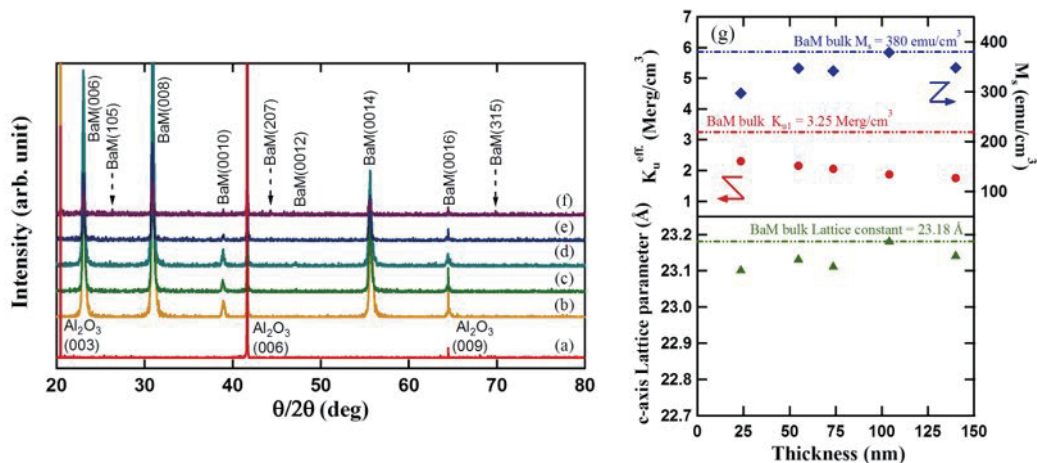 Intensity (arb. unit)
BaM(006)
BaM(105)
BaM(008)
BaM(0010)
BaM(207)
BaM(0012)
BaM(0014)
BaM(0016)
BaM(315)
(f)
(e)
(d)
(c)
(b)
(a)
Al₂O₃
(003)
Al₂O₃
(006)
Al₂O₃
(009)
20 30 40 50 60 70 80
θ/2θ (deg)
(g)
BaM bulk Mₛ = 380 emu/cm³
BaM bulk Kᵤ₁ = 3.25 Merg/cm³
BaM bulk Lattice constant = 23.18 Å
Kᵤᵉᶠᶠ· (Merg/cm³)
7
6
5
4
3
2
1
Mₛ (emu/cm³)
400
300
200
100
c-axis Lattice parameter (Å)
23.2
23.1
23.0
22.9
22.8
22.7
0 25 50 75 100 125 150
Thickness (nm)